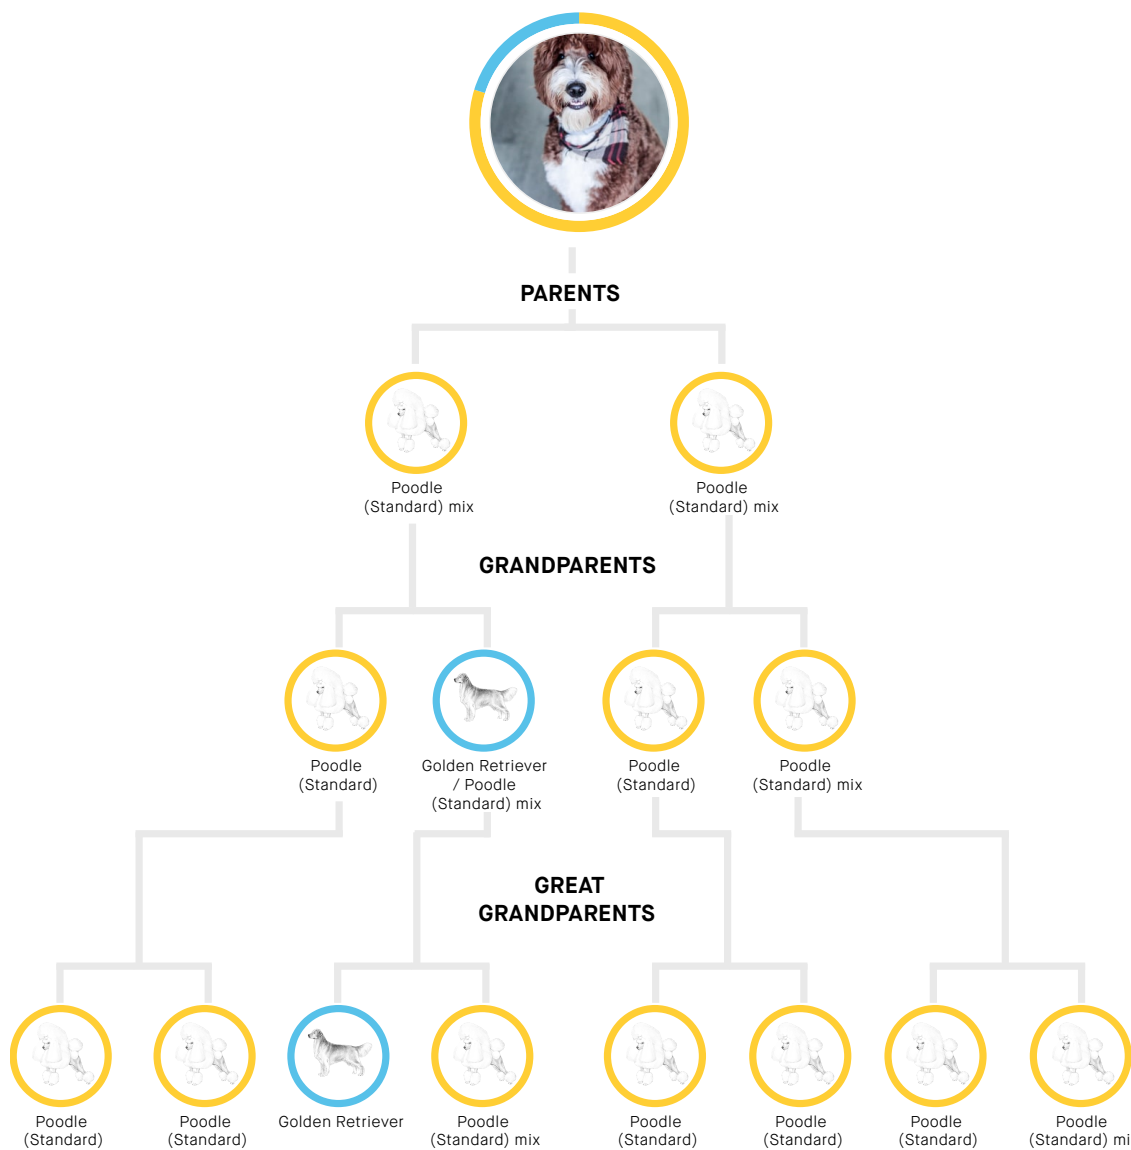 PARENTS
Poodle
(Standard) mix
Poodle
(Standard) mix
GRANDPARENTS
Poodle
(Standard)
Golden Retriever
/ Poodle
(Standard) mix
Poodle
(Standard)
Poodle
(Standard) mix
GREAT
GRANDPARENTS
Poodle
(Standard)
Poodle
(Standard)
Golden Retriever
Poodle
(Standard) mix
Poodle
(Standard)
Poodle
(Standard)
Poodle
(Standard)
Poodle
(Standard) mi